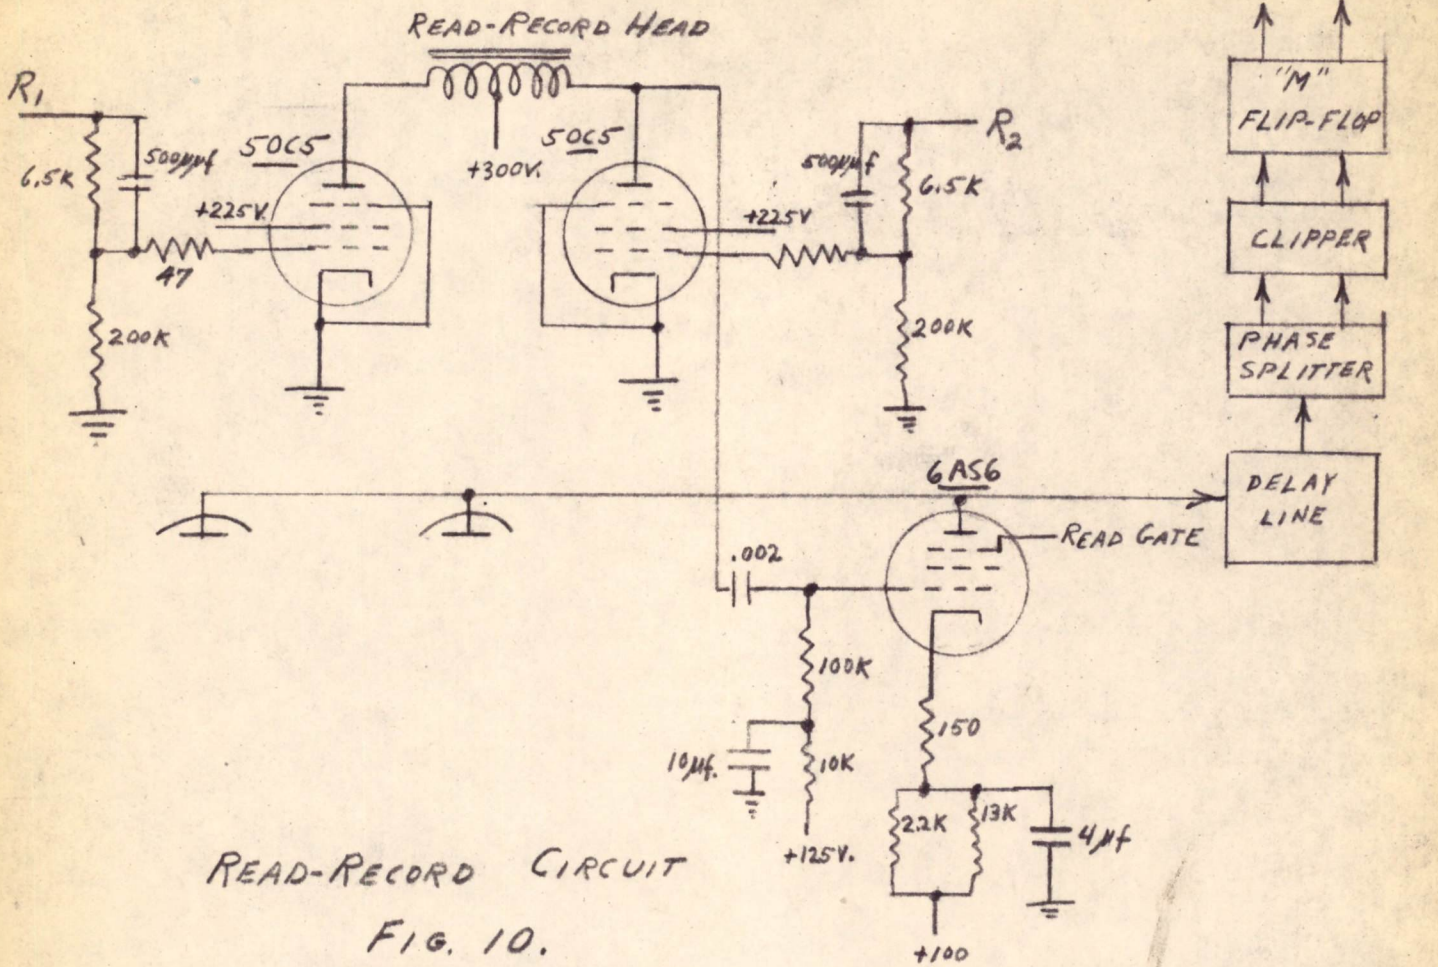 READ-RECORD HEAD
R1
6.5K
500µµf
50C5
+300V.
50C5
+225V.
47
200K
500µµf
R2
6.5K
+225V
200K
"M"
FLIP-FLOP
CLIPPER
PHASE
SPLITTER
DELAY
LINE
6AS6
READ GATE
.002
100K
10µf.
10K
+125V.
150
22K
13K
4µf
+100
READ-RECORD CIRCUIT
FIG. 10.